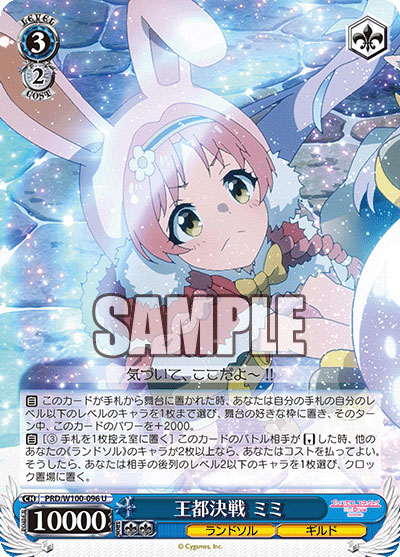 LEVEL
3
2
COST
SAMPLE
気づいて、ここだよ～!!
自 このカードが手札から舞台に置かれた時、あなたは自分の手札の自分のレ
ベル以下のレベルのキャラを1枚まで選び、舞台の好きな枠に置き、そのター
ン中、このカードのパワーを+2000。
自 [③ 手札を1枚控え室に置く] このカードのバトル相手が した時、他の
あなたの《ランドソル》のキャラが2枚以上なら、あなたはコストを払ってよい。
そうしたら、あなたは相手の後列のレベル2以下のキャラを1枚選び、クロッ
ク置場に置く。
CH PRD/W100-096 U
10000
王都決戦 ミミ
ランドソル ギルド
© Cygames, Inc.